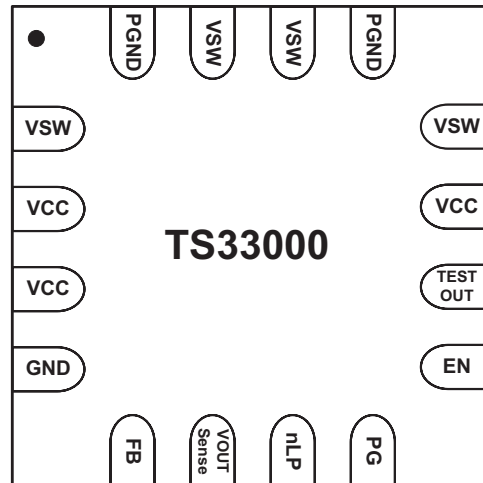 PGND
VSW
VSW
PGND
VSW
VSW
VCC
VCC
TS33000
VCC
TEST
OUT
GND
EN
FB
VOUT
Sense
nLP
PG